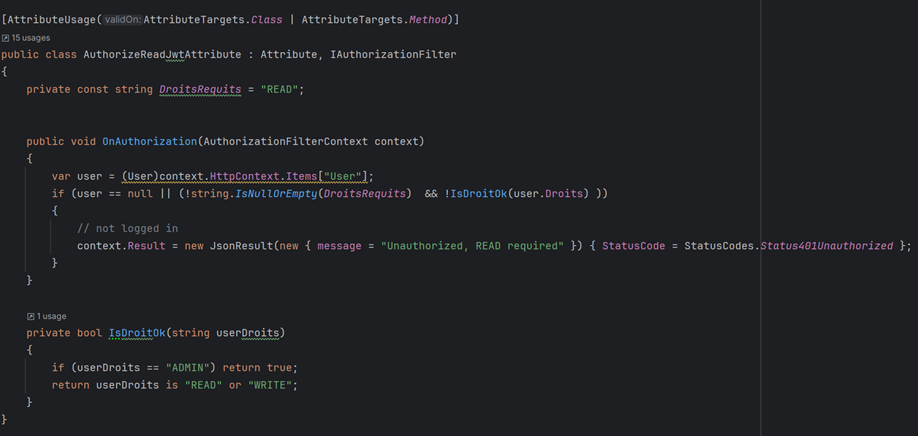 [AttributeUsage(validOn:AttributeTargets.Class | AttributeTargets.Method)]
15 usages
public class AuthorizeReadJwtAttribute : Attribute, IAuthorizationFilter
{
    private const string DroitsRequits = "READ";
    public void OnAuthorization(AuthorizationFilterContext context)
    {
        var user = (User)context.HttpContext.Items["User"];
        if (user == null || (!string.IsNullOrEmpty(DroitsRequits)  && !IsDroitOk(user.Droits) ))
        {
            // not logged in
            context.Result = new JsonResult(new { message = "Unauthorized, READ required" }) { StatusCode = StatusCodes.Status401Unauthorized };
        }
    }
    1 usage
    private bool IsDroitOk(string userDroits)
    {
        if (userDroits == "ADMIN") return true;
        return userDroits is "READ" or "WRITE";
    }
}